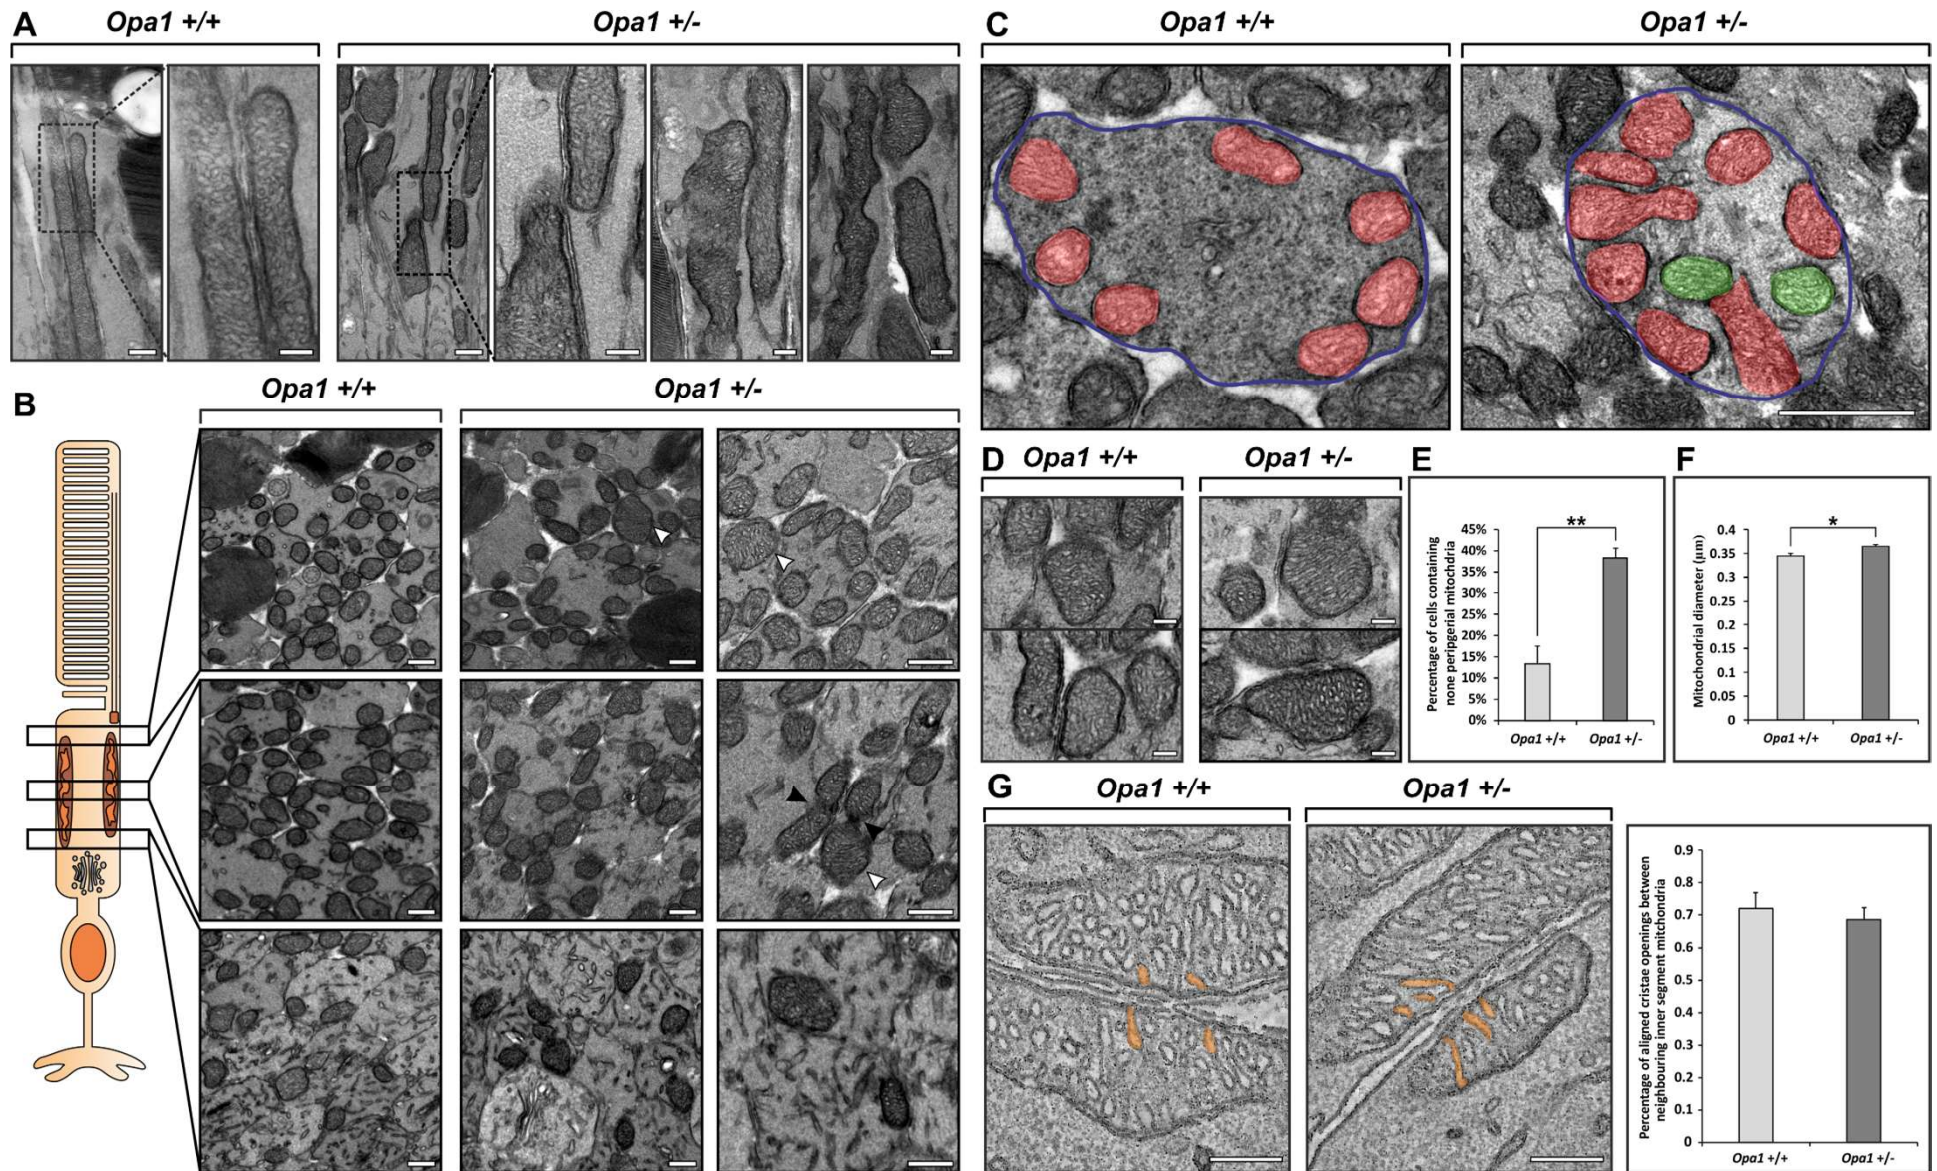 A
Opa1 +/+
Opa1 +/-
B
Opa1 +/+
Opa1 +/-
C
Opa1 +/+
Opa1 +/-
D
Opa1 +/+
Opa1 +/-
E
Percentage of cells containing
none peripgerial mitochdria
45%
40%
35%
30%
25%
20%
15%
10%
5%
0%
**
Opa1 +/+
Opa1 +/-
F
Mitochondrial diameter (µm)
0.4
0.35
0.3
0.25
0.2
0.15
0.1
0.05
0
*
Opa1 +/+
Opa1 +/-
G
Opa1 +/+
Opa1 +/-
Percentage of aligned cristae openings between
neighbouring inner segment mitochondria
0.9
0.8
0.7
0.6
0.5
0.4
0.3
0.2
0.1
0
Opa1 +/+
Opa1 +/-